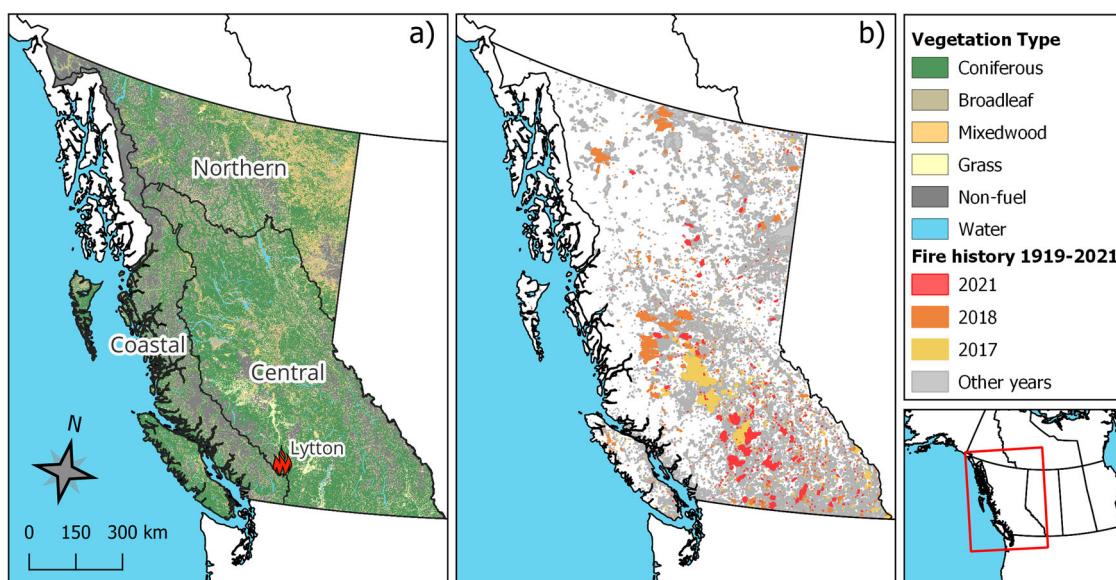 a)
Northern
Coastal
Central
Lytton
N
0 150 300 km
b)
Vegetation Type
Coniferous
Broadleaf
Mixedwood
Grass
Non-fuel
Water
Fire history 1919-2021
2021
2018
2017
Other years